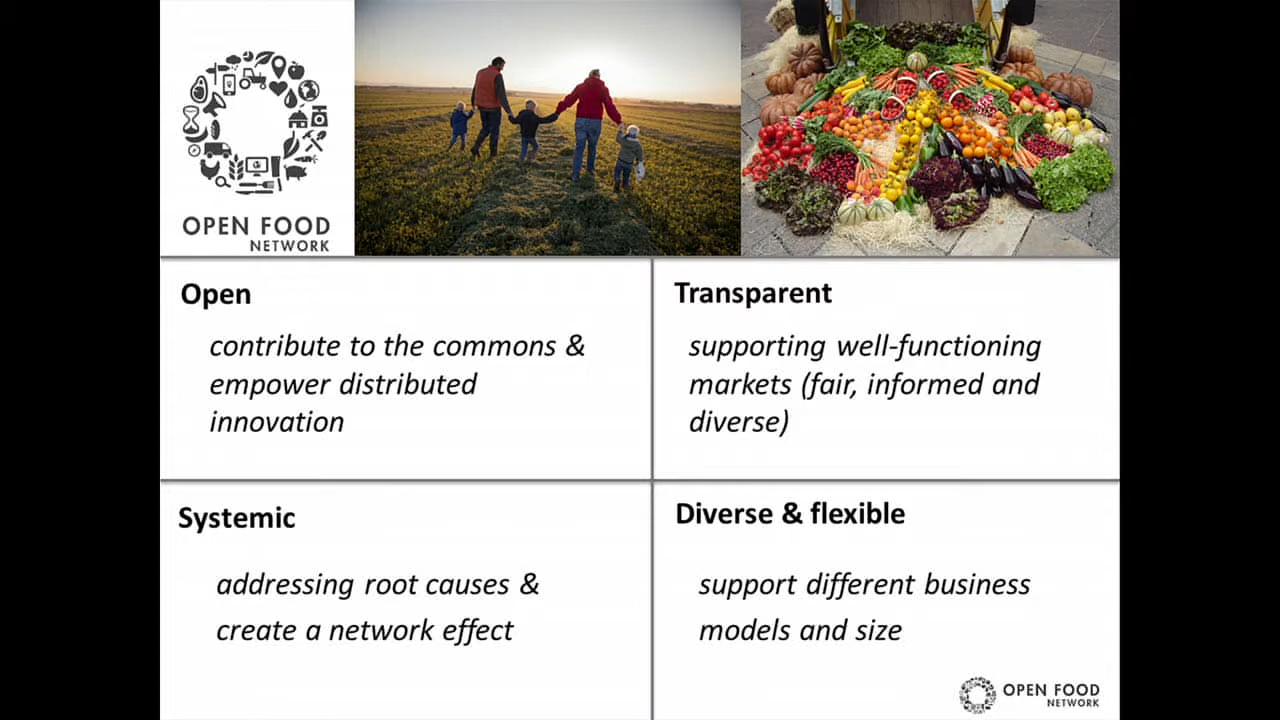 OPEN FOOD
NETWORK
Open
contribute to the commons &
empower distributed
innovation
Transparent
supporting well-functioning
markets (fair, informed and
diverse)
Systemic
addressing root causes &
create a network effect
Diverse & flexible
support different business
models and size
OPEN FOOD
NETWORK